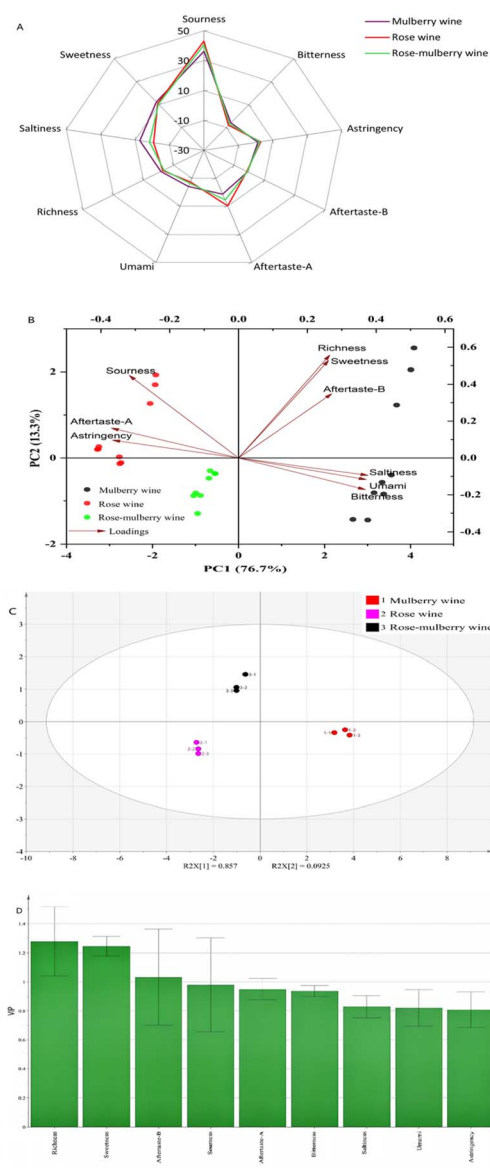 A
Sourness
50
Mulberry wine
Rose wine
Rose-mulberry wine
30
Sweetness
Bitterness
10
-10
Saltiness
Astringency
-30
Richness
Aftertaste-B
Umami
Aftertaste-A
B
-0.4 -0.2 0.0 0.2 0.4 0.6
Richness
Sweetness
Sourness
Aftertaste-B
Aftertaste-A
Astringency
Saltiness
Umami
Bitterness
Mulberry wine
Rose wine
Rose-mulberry wine
Loadings
2
0
-2
PC2 (13.3%)
0.6
0.4
0.2
0.0
-0.2
-0.4
-4 -2 0 2 4
PC1 (76.7%)
C
1 Mulberry wine
2 Rose wine
3 Rose-mulberry wine
3
2
1
0
-1
-2
-3
-4
-10 -8 -6 -4 -2 0 2 4 6 8
R2X[1] = 0.857 R2X[2] = 0.0925
D
1.4
1.2
1
0.8
0.6
0.4
0.2
0
VIP
Richness
Sweetness
Aftertaste-B
Sourness
Aftertaste-A
Bitterness
Saltiness
Umami
Astringency